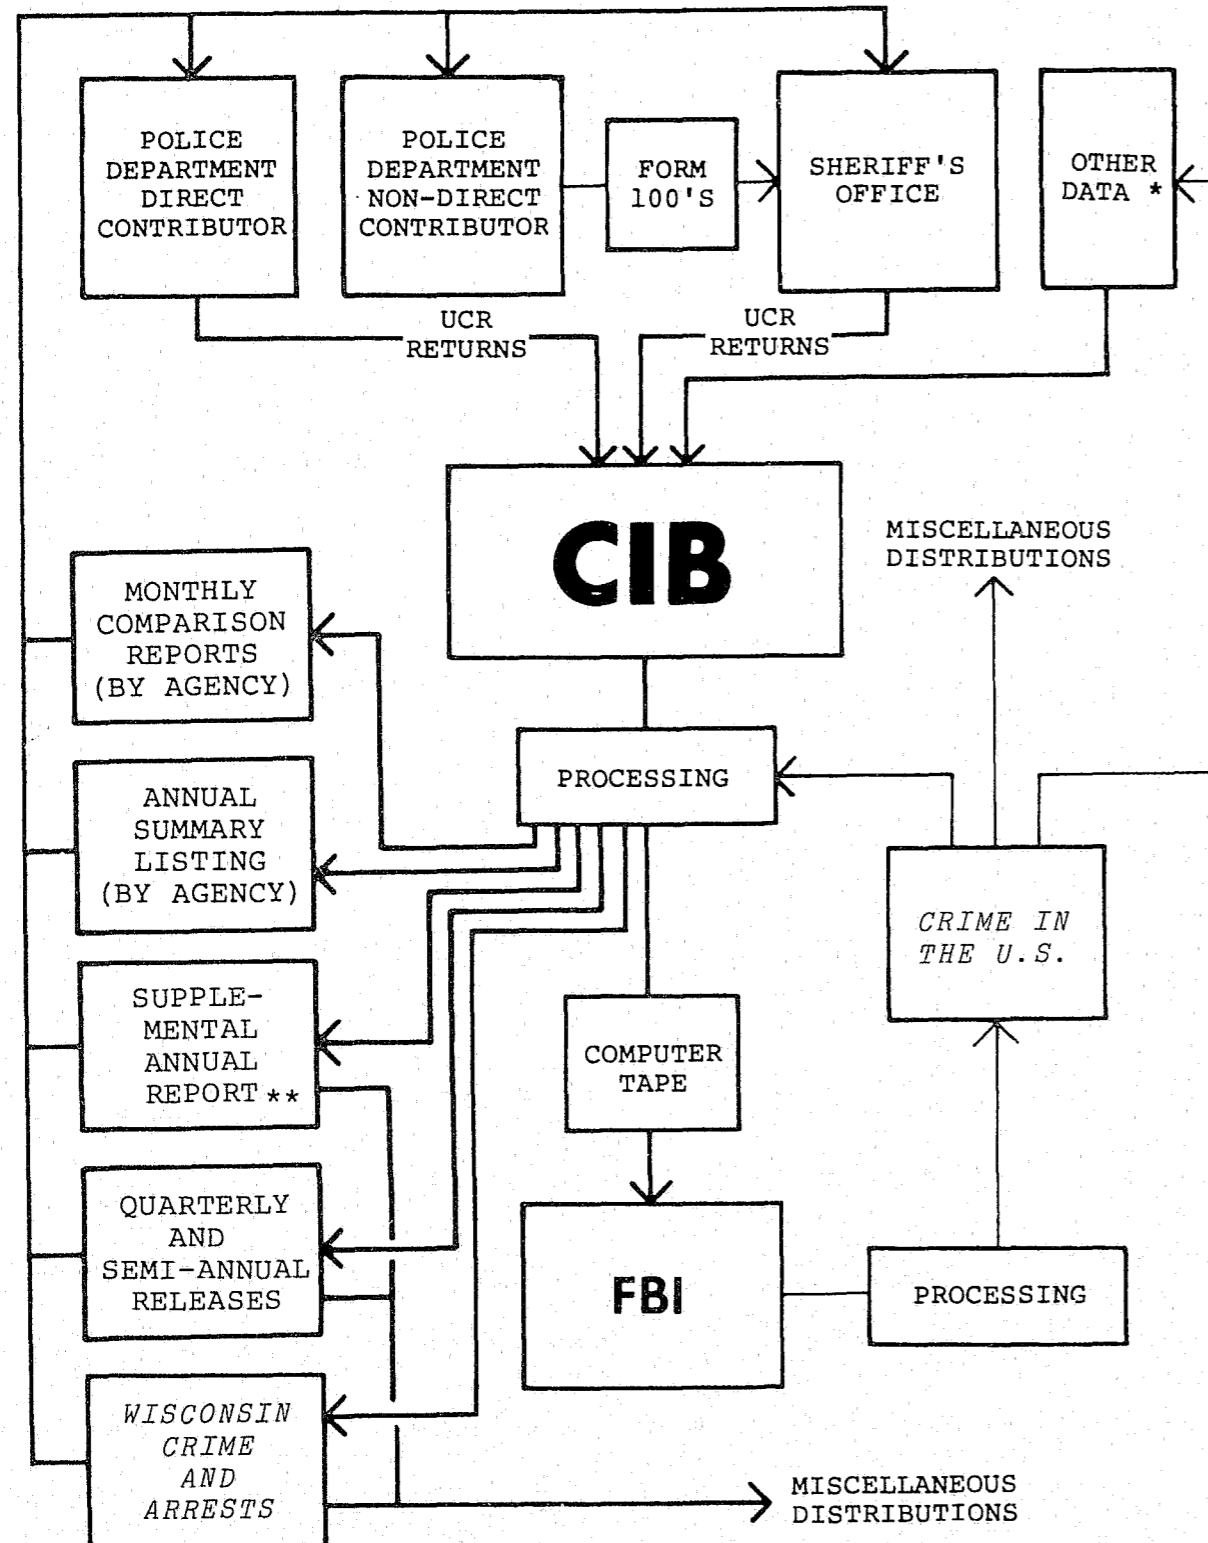 POLICE
DEPARTMENT
DIRECT
CONTRIBUTOR
POLICE
DEPARTMENT
NON-DIRECT
CONTRIBUTOR
FORM
100'S
SHERIFF'S
OFFICE
OTHER
DATA *
UCR
RETURNS
UCR
RETURNS
CIB
MISCELLANEOUS
DISTRIBUTIONS
MONTHLY
COMPARISON
REPORTS
(BY AGENCY)
PROCESSING
ANNUAL
SUMMARY
LISTING
(BY AGENCY)
CRIME IN
THE U.S.
SUPPLE-
MENTAL
ANNUAL
REPORT **
COMPUTER
TAPE
QUARTERLY
AND
SEMI-ANNUAL
RELEASES
FBI
PROCESSING
WISCONSIN
CRIME
AND
ARRESTS
MISCELLANEOUS
DISTRIBUTIONS